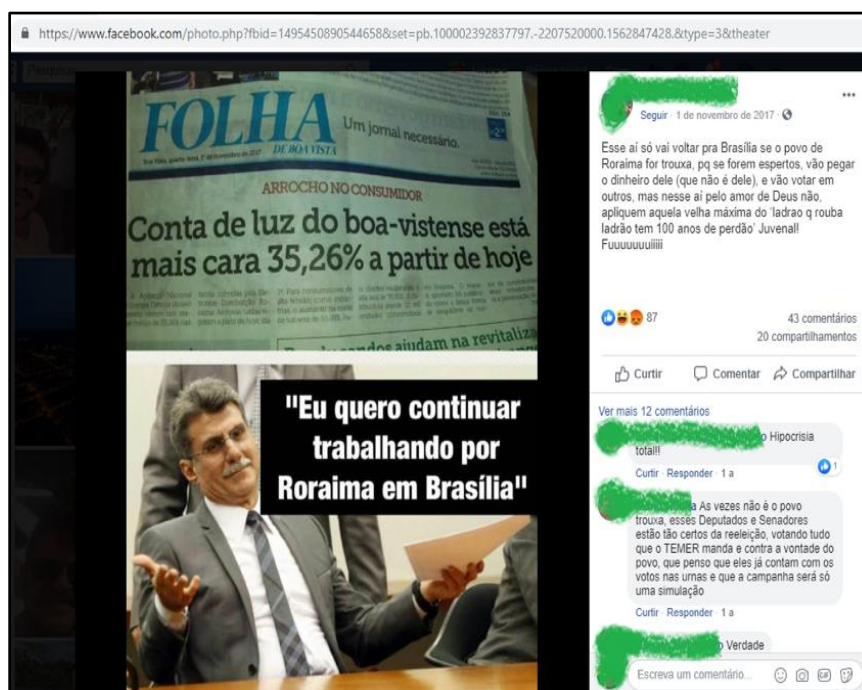 https://www.facebook.com/photo.php?fbid=1495450890544658&set=pb.100002392837797.-2207520000.1562847428.&type=3&theater
FOLHA
DE BOA VISTA
Um jornal necessário.
ARROCHO NO CONSUMIDOR
Conta de luz do boa-vistense está
mais cara 35,26% a partir de hoje
ajudam na revitaliza
"Eu quero continuar
trabalhando por
Roraima em Brasília"
Seguir · 1 de novembro de 2017 ·
Esse aí só vai voltar pra Brasília se o povo de
Roraima for trouxa, pq se forem espertos, vão pegar
o dinheiro dele (que não é dele), e vão votar em
outros, mas nesse aí pelo amor de Deus não,
apliquem aquela velha máxima do 'ladrao q rouba
ladrão tem 100 anos de perdão' Juvenal!
Fuuuuuuuiiiii
87
43 comentários
20 compartilhamentos
Curtir
Comentar
Compartilhar
Ver mais 12 comentários
Hipocrisia
total!!
1
Curtir · Responder · 1 a
As vezes não é o povo
trouxa, esses Deputados e Senadores
estão tão certos da reeleição, votando tudo
que o TEMER manda e contra a vontade do
povo, que penso que eles já contam com os
votos nas urnas e que a campanha será só
uma simulação
Curtir · Responder · 1 a
Verdade
Escreva um comentário...
GIF